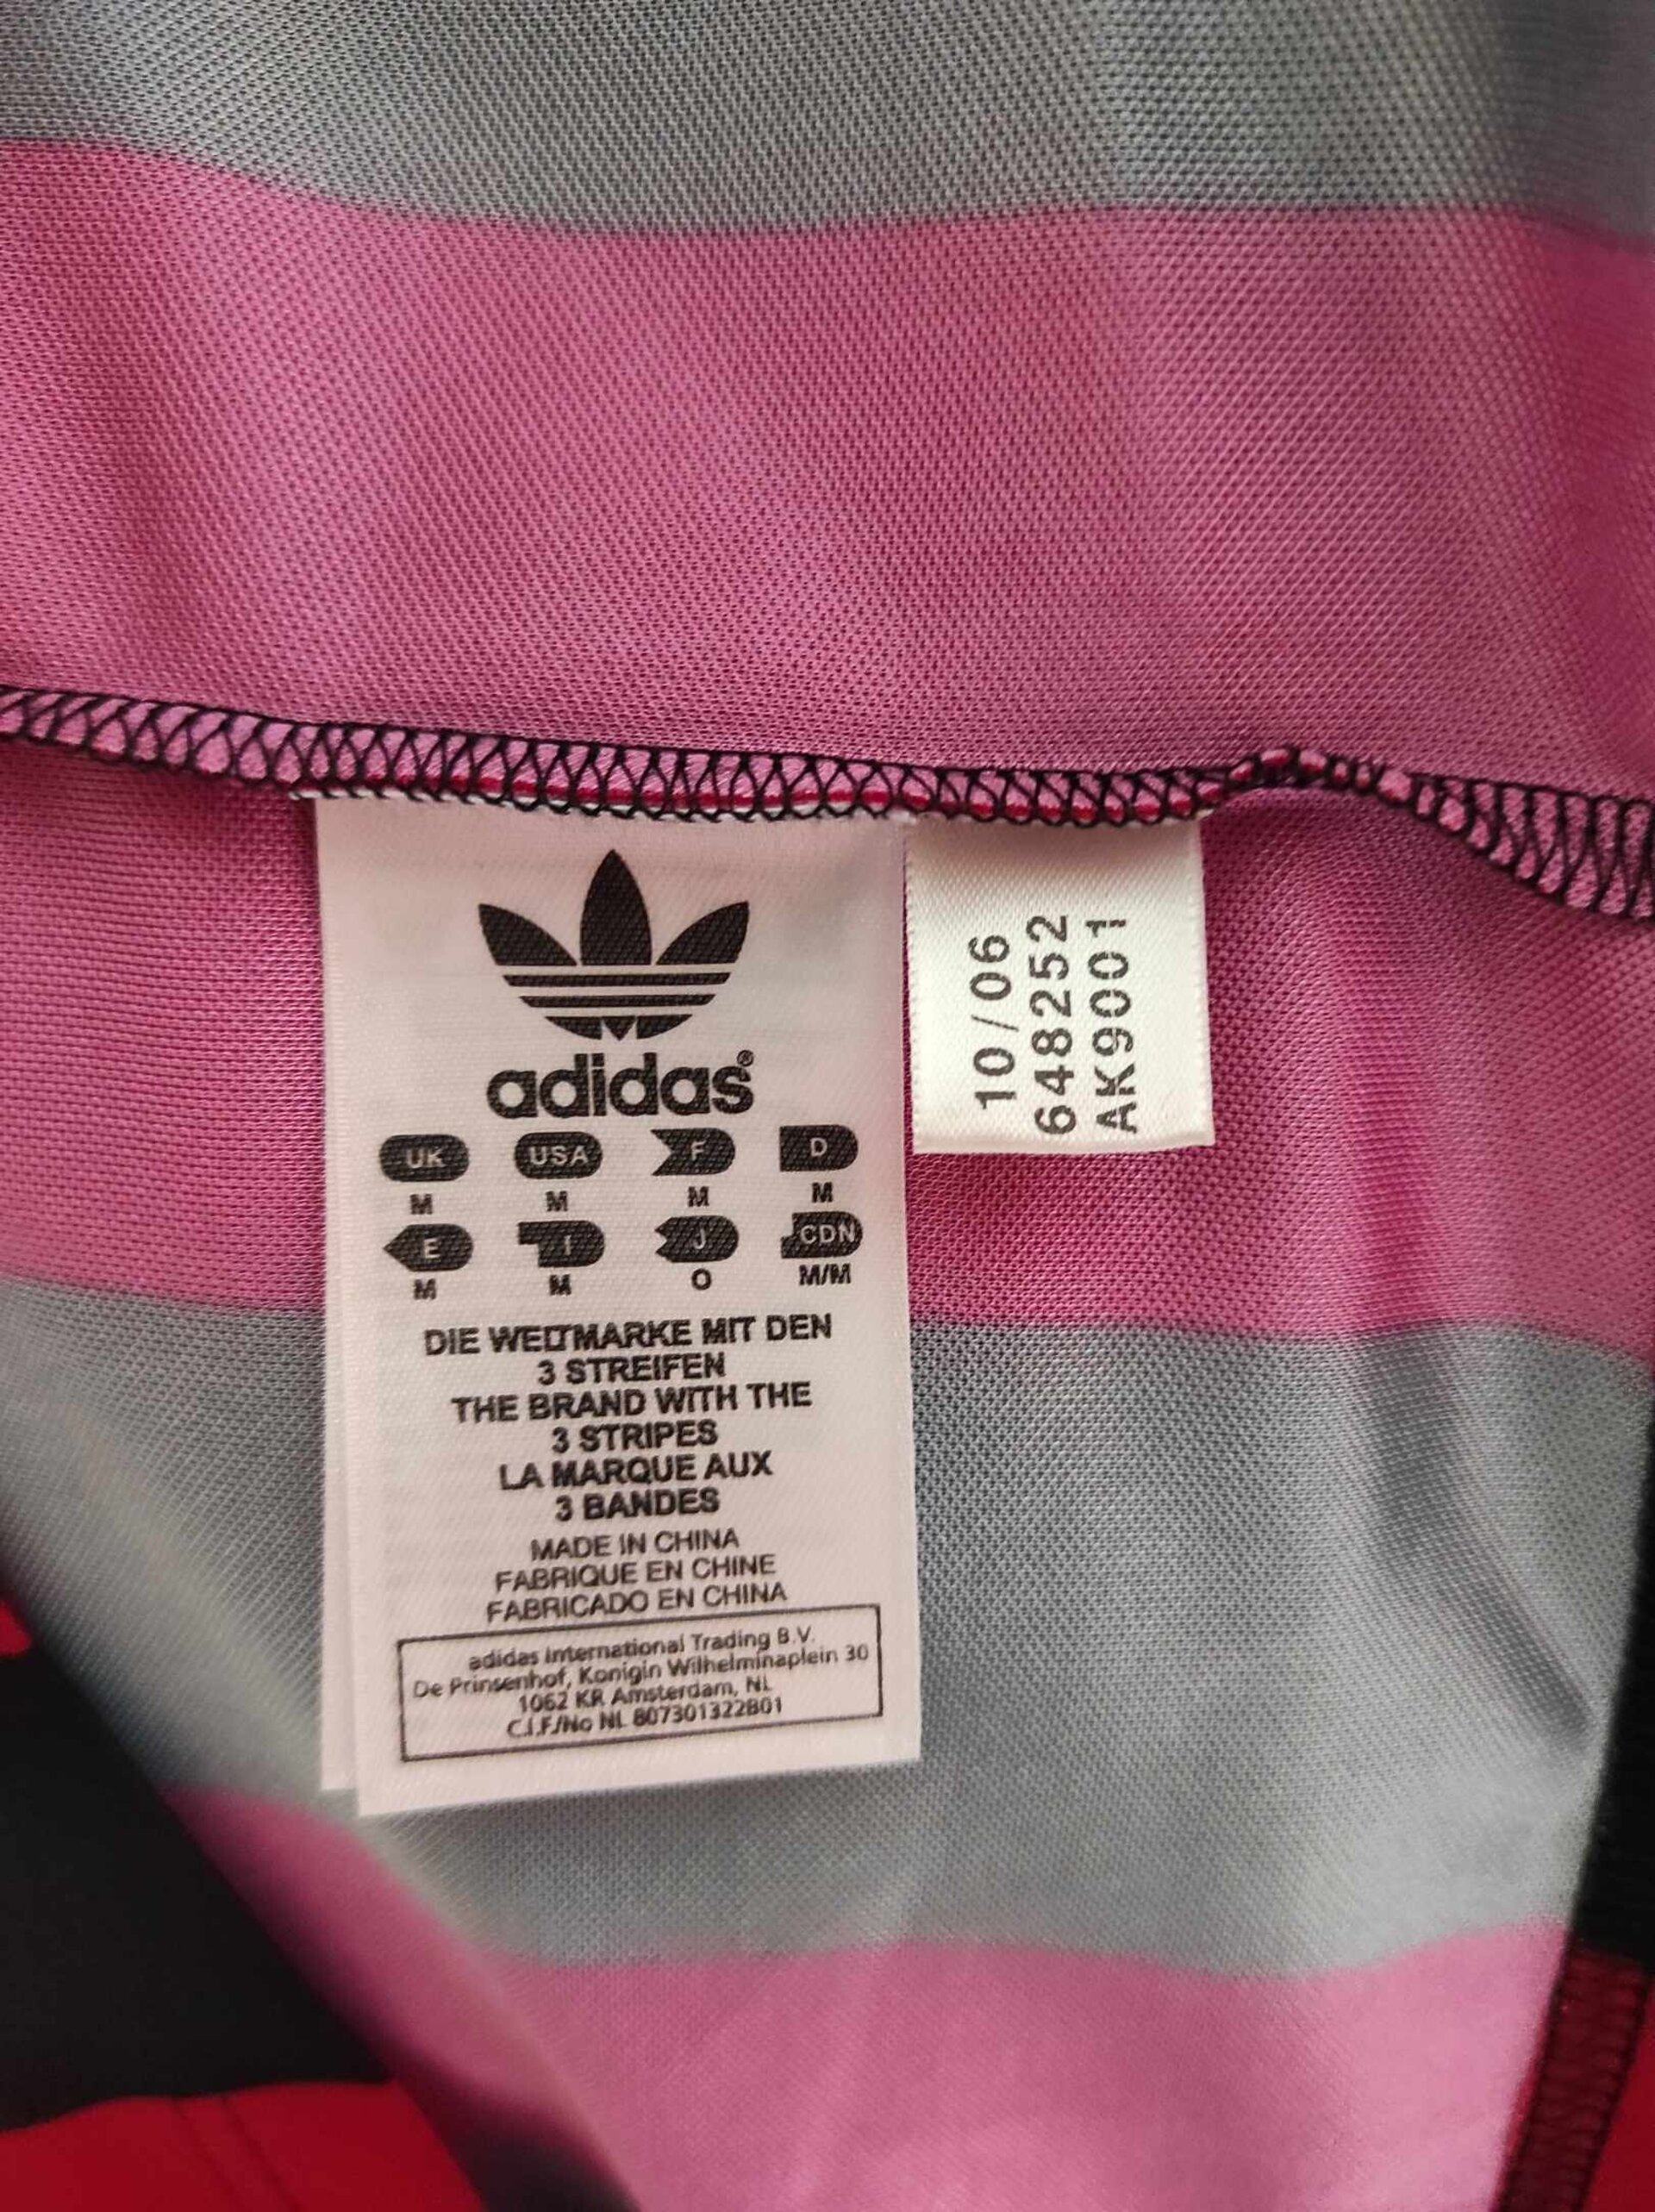 adidas®
UK USA F D
M M M M
E I J CDN
M M O M/M
DIE WELTMARKE MIT DEN
3 STREIFEN
THE BRAND WITH THE
3 STRIPES
LA MARQUE AUX
3 BANDES
MADE IN CHINA
FABRIQUE EN CHINE
FABRICADO EN CHINA
adidas International Trading B.V.
De Prinsenhof, Konigin Wilhelminaplein 30
1062 KR Amsterdam, NL
C.I.F./No NL 807301322B01
10/06
648252
AK9001